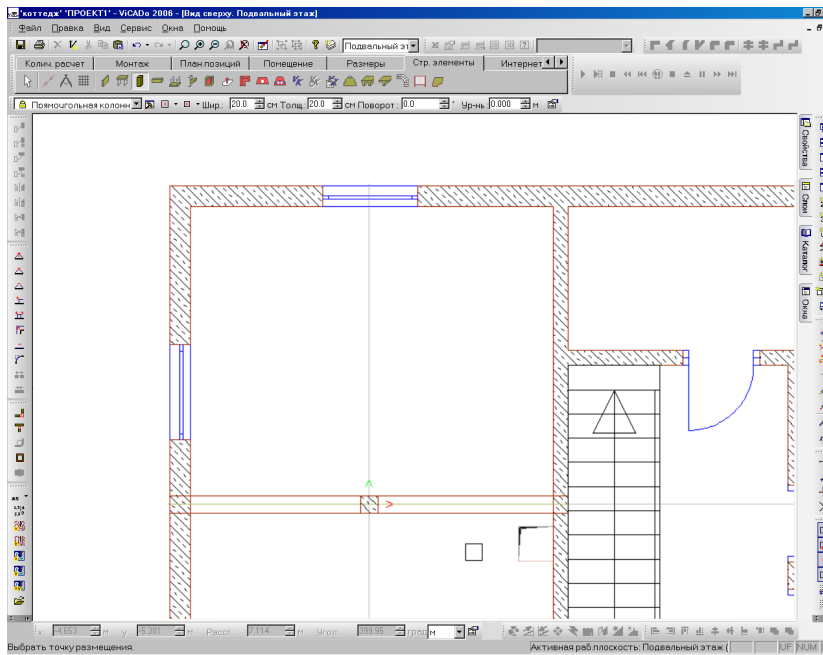 "коттедж" "ПРОЕКТ1" - ViCADo 2006 - [Вид сверху. Подвальный этаж]
Файл Правка Вид Сервис Окна Помощь
Подвальный эт
Колич. расчет Монтаж План позиций Помещение Размеры Стр. элементы Интернет
Прямоугольная колонн Шир.: 20.0 см Толщ.: 20.0 см Поворот: 0.0 ° Ур-нь: 0.000 м
Свойства
Слои
Каталог
Окна
x -4.653 м y -5.381 м Расст. 7.114 м Угол: 398.95 град м
Выбрать точку размещения. Активная раб.плоскость: Подвальный этаж ( UF NUM